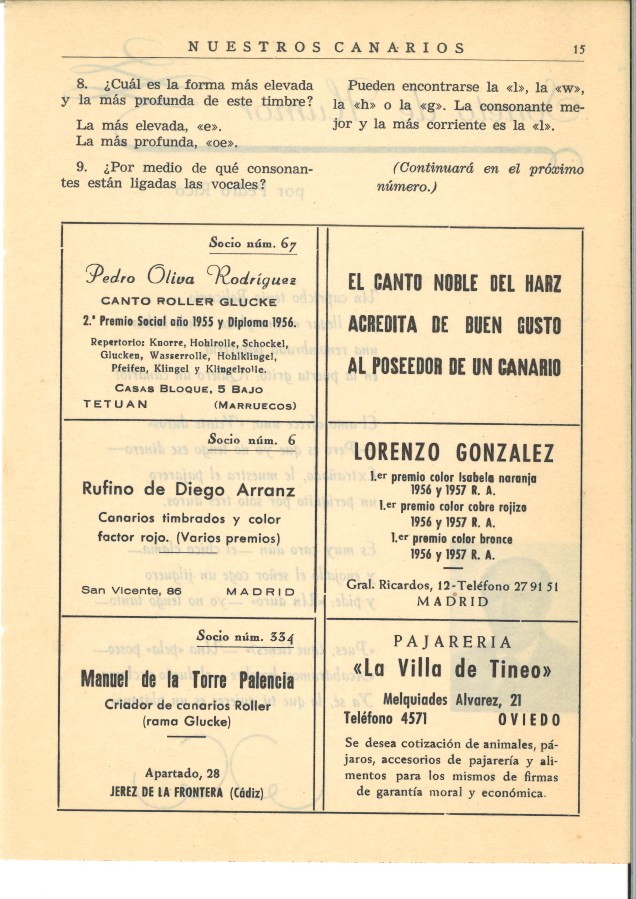 NUESTROS CANARIOS 15
8. ¿Cuál es la forma más elevada
y la más profunda de este timbre?
La más elevada, «e».
La más profunda, «oe».
9. ¿Por medio de qué consonan-
tes están ligadas las vocales?
Pueden encontrarse la «l», la «w»,
la «h» o la «g». La consonante me-
jor y la más corriente es la «l».
(Continuará en el próximo
número.)
Socio núm. 67
Pedro Oliva Rodríguez
CANTO ROLLER GLUCKE
2.º Premio Social año 1955 y Diploma 1956.
Repertorio: Knorre, Hohlrolle, Schockel,
Glucken, Wasserrolle, Hohlklingel,
Pfeifen, Klingel y Klingelrolle.
CASAS BLOQUE, 5 BAJO
TETUAN (MARRUECOS)
EL CANTO NOBLE DEL HARZ
ACREDITA DE BUEN GUSTO
AL POSEEDOR DE UN CANARIO
Socio núm. 6
Rufino de Diego Arranz
Canarios timbrados y color
factor rojo. (Varios premios)
San Vicente, 86 MADRID
LORENZO GONZALEZ
1.er premio color Isabela naranja
1956 y 1957 R. A.
1.er premio color cobre rojizo
1956 y 1957 R. A.
1.er premio color bronce
1956 y 1957 R. A.
Gral. Ricardos, 12-Teléfono 27 91 51
MADRID
Socio núm. 334
Manuel de la Torre Palencia
Criador de canarios Roller
(rama Glucke)
Apartado, 28
JEREZ DE LA FRONTERA (Cádiz)
PAJARERIA
«La Villa de Tineo»
Melquiades Alvarez, 21
Teléfono 4571 OVIEDO
Se desea cotización de animales, pá-
jaros, accesorios de pajarería y ali-
mentos para los mismos de firmas
de garantía moral y económica.